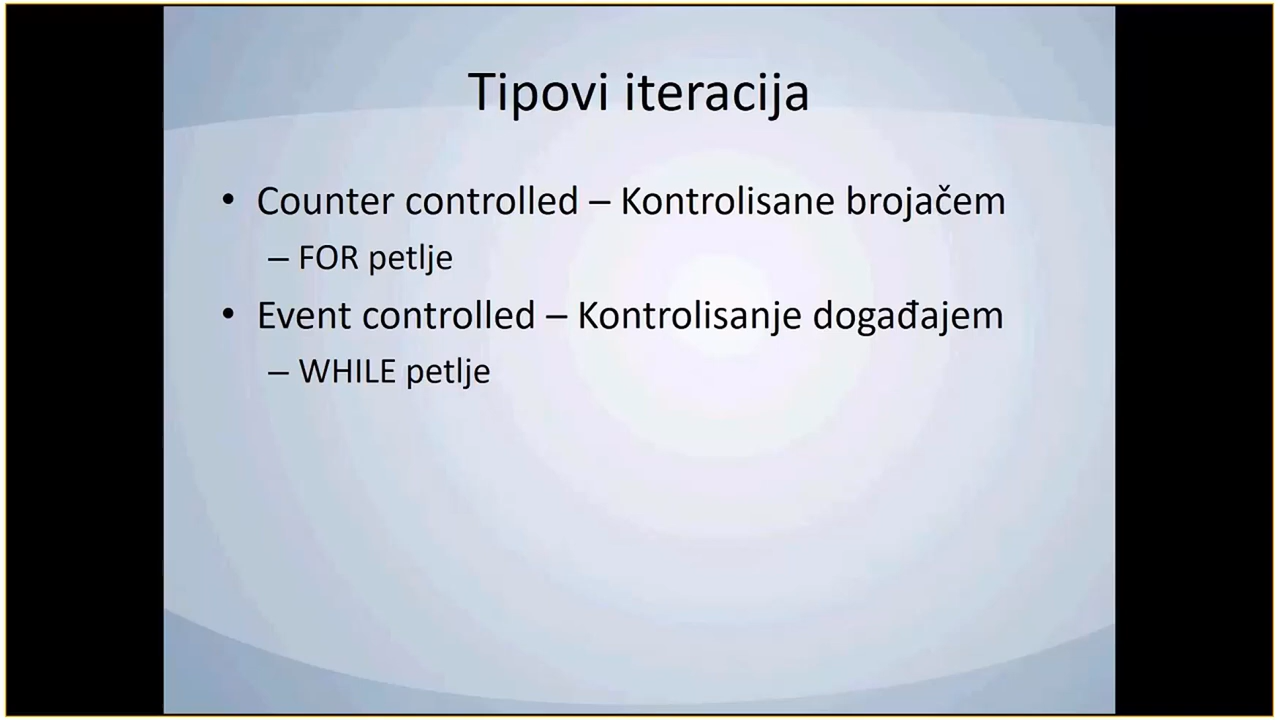 Tipovi iteracija
• Counter controlled – Kontrolisane brojačem
– FOR petlje
• Event controlled – Kontrolisanje događajem
– WHILE petlje